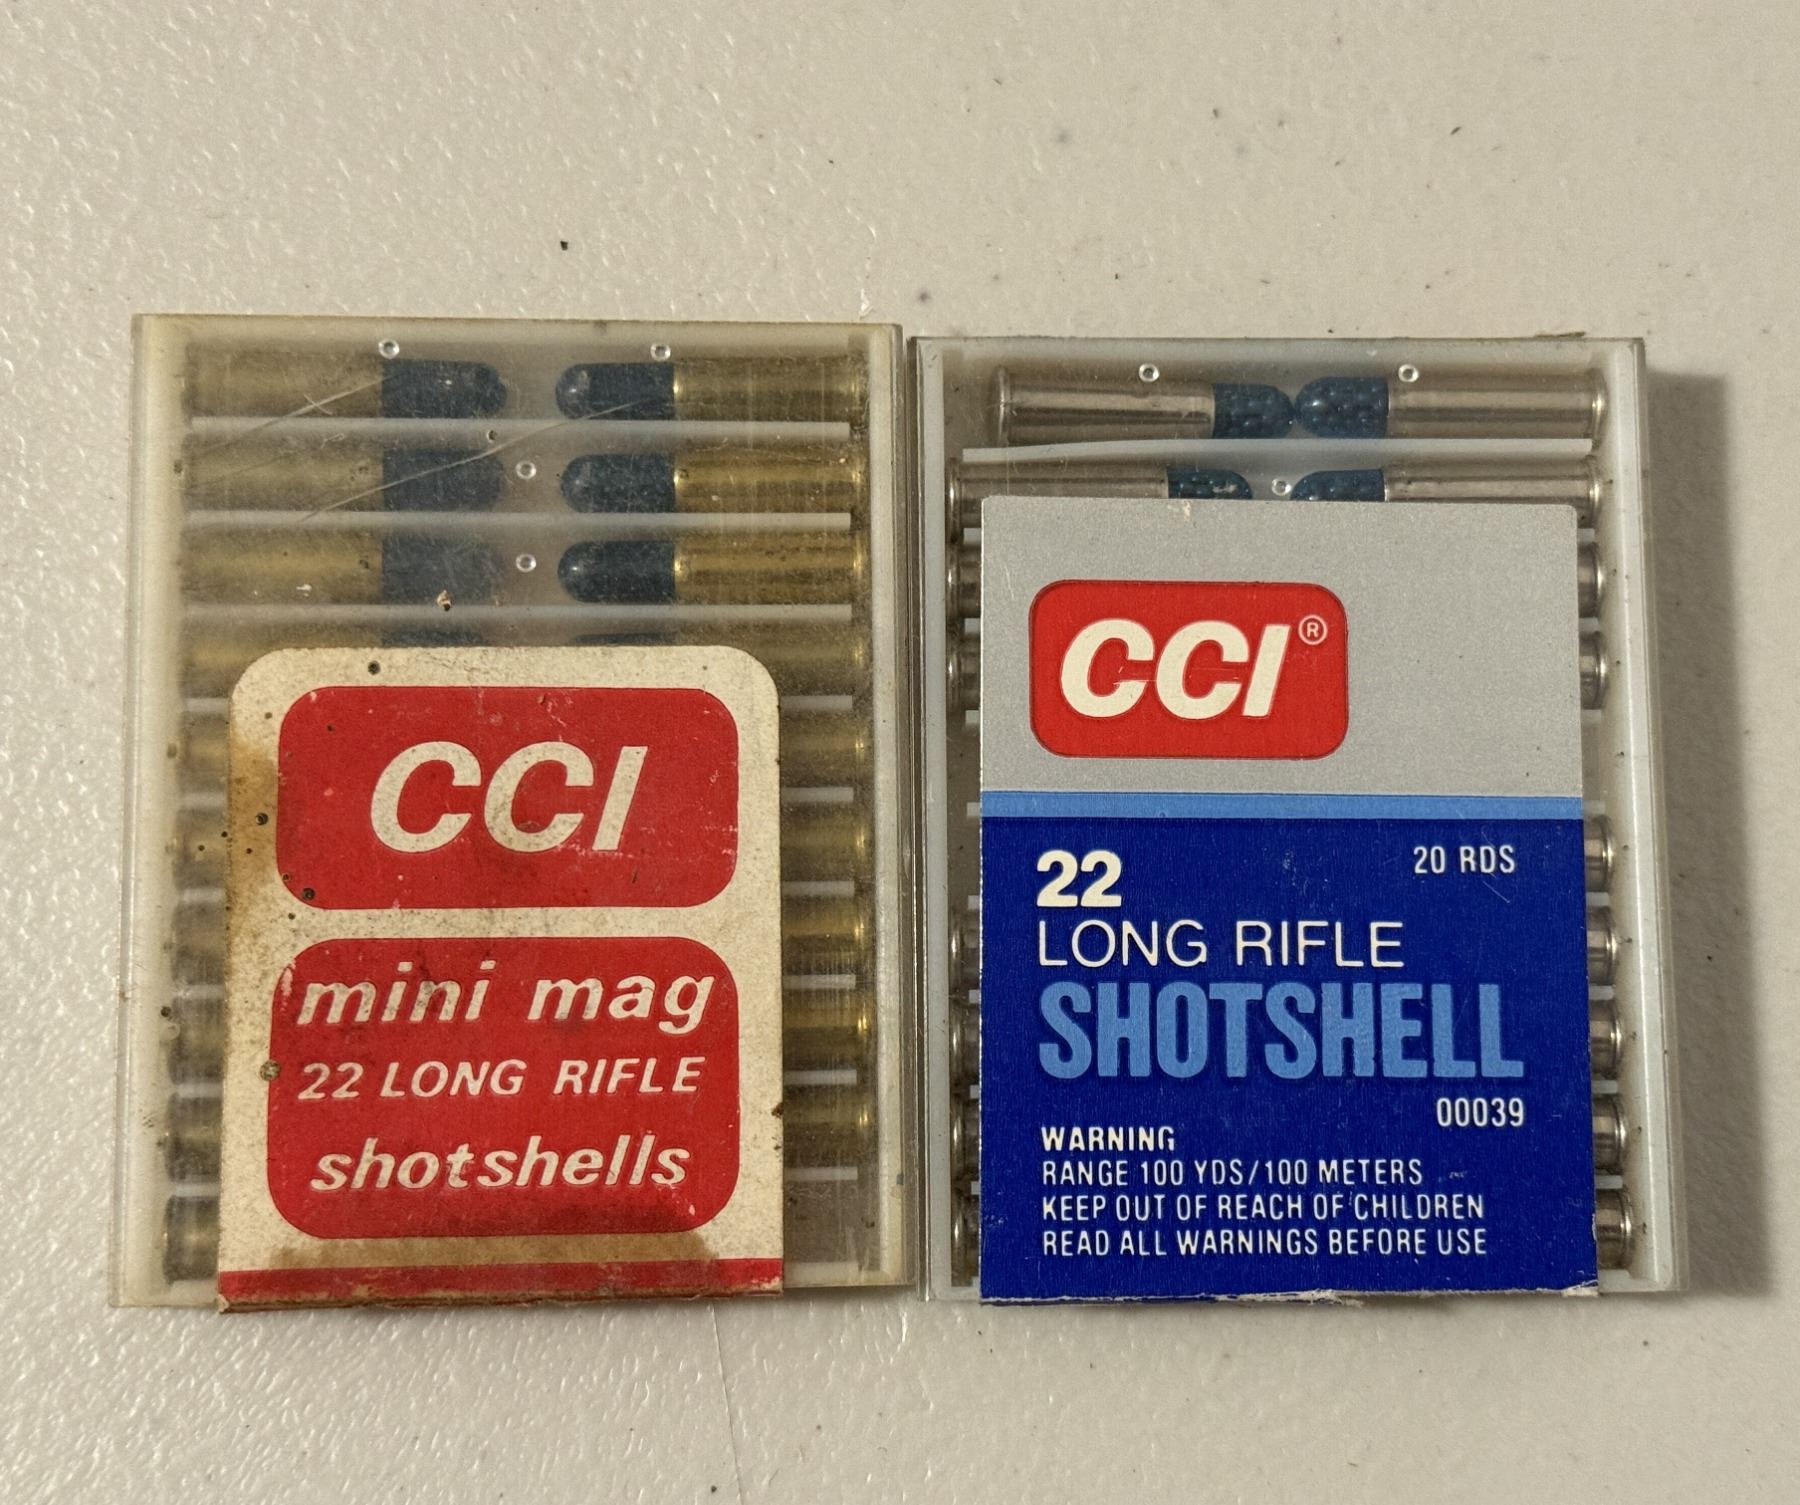 CCI
mini mag
22 LONG RIFLE
shotshells
CCI®
22
20 RDS
LONG RIFLE
SHOTSHELL
00039
WARNING
RANGE 100 YDS/100 METERS
KEEP OUT OF REACH OF CHILDREN
READ ALL WARNINGS BEFORE USE